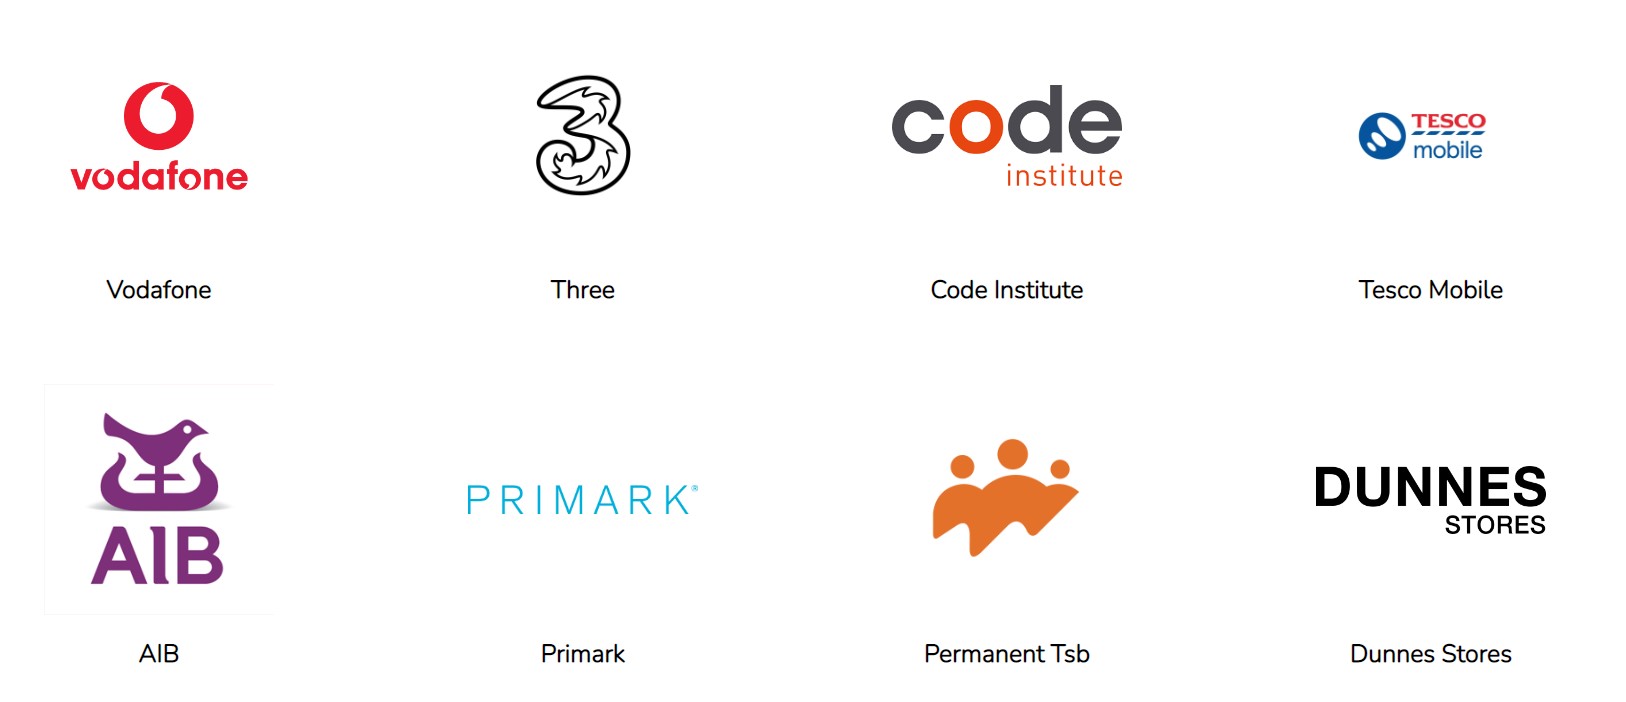 vodafone
3
code
institute
TESCO
mobile
Vodafone
Three
Code Institute
Tesco Mobile
AIB
PRIMARK®
DUNNES
STORES
AIB
Primark
Permanent Tsb
Dunnes Stores